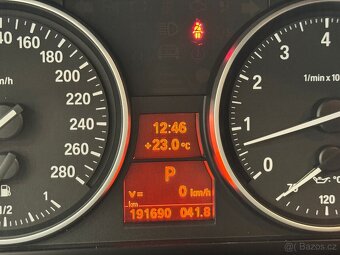 140
160
180
200
220
240
260
280
km/h
1/2
1
12:46
+23.0 °C
P
V= 0 km/h
km
191690 041.8
0
1
2
3
4
1/min x 10
70
120
°C
bazos.cz